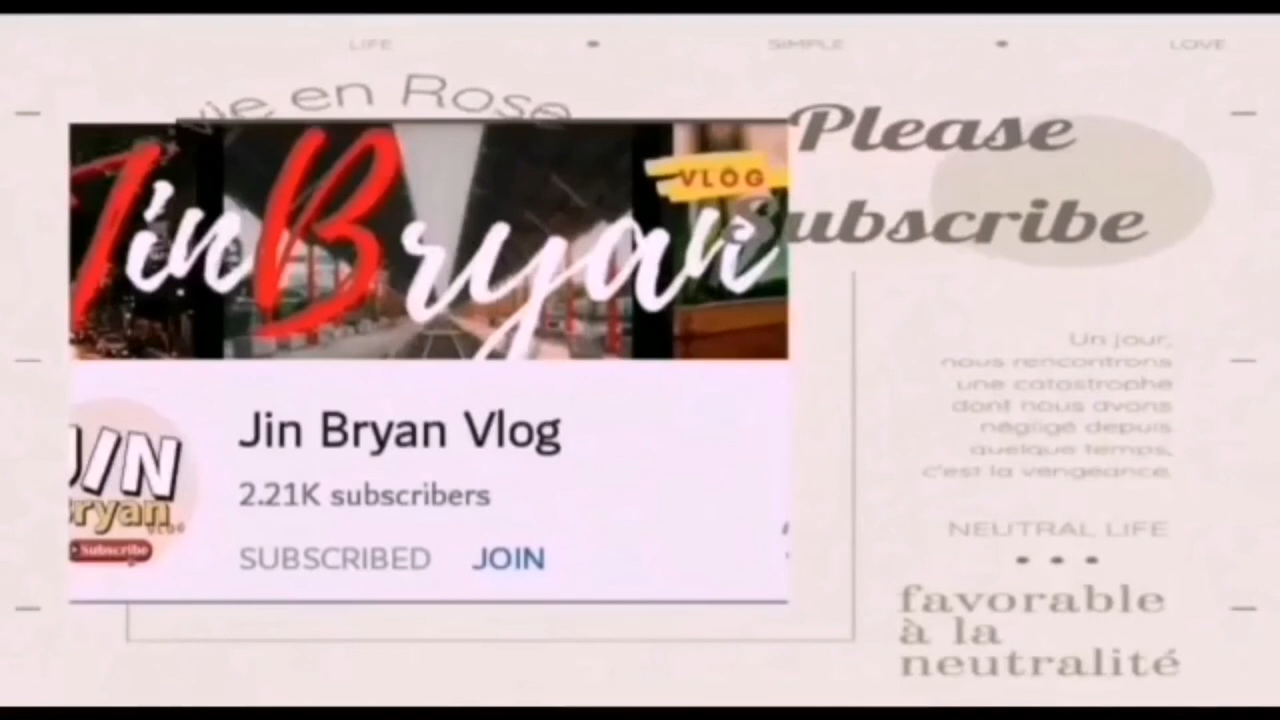 LIFE • SIMPLE • LOVE
vie en Rose
Please
Subscribe
JinBryan
VLOG
Un jour,
nous rencontrons
une catastrophe
dont nous avons
négligé depuis
quelque temps,
c'est la vengeance.
JIN
Bryan
VLOG
Subscribe
Jin Bryan Vlog
2.21K subscribers
SUBSCRIBED JOIN
NEUTRAL LIFE
• • •
favorable
à la
neutralité